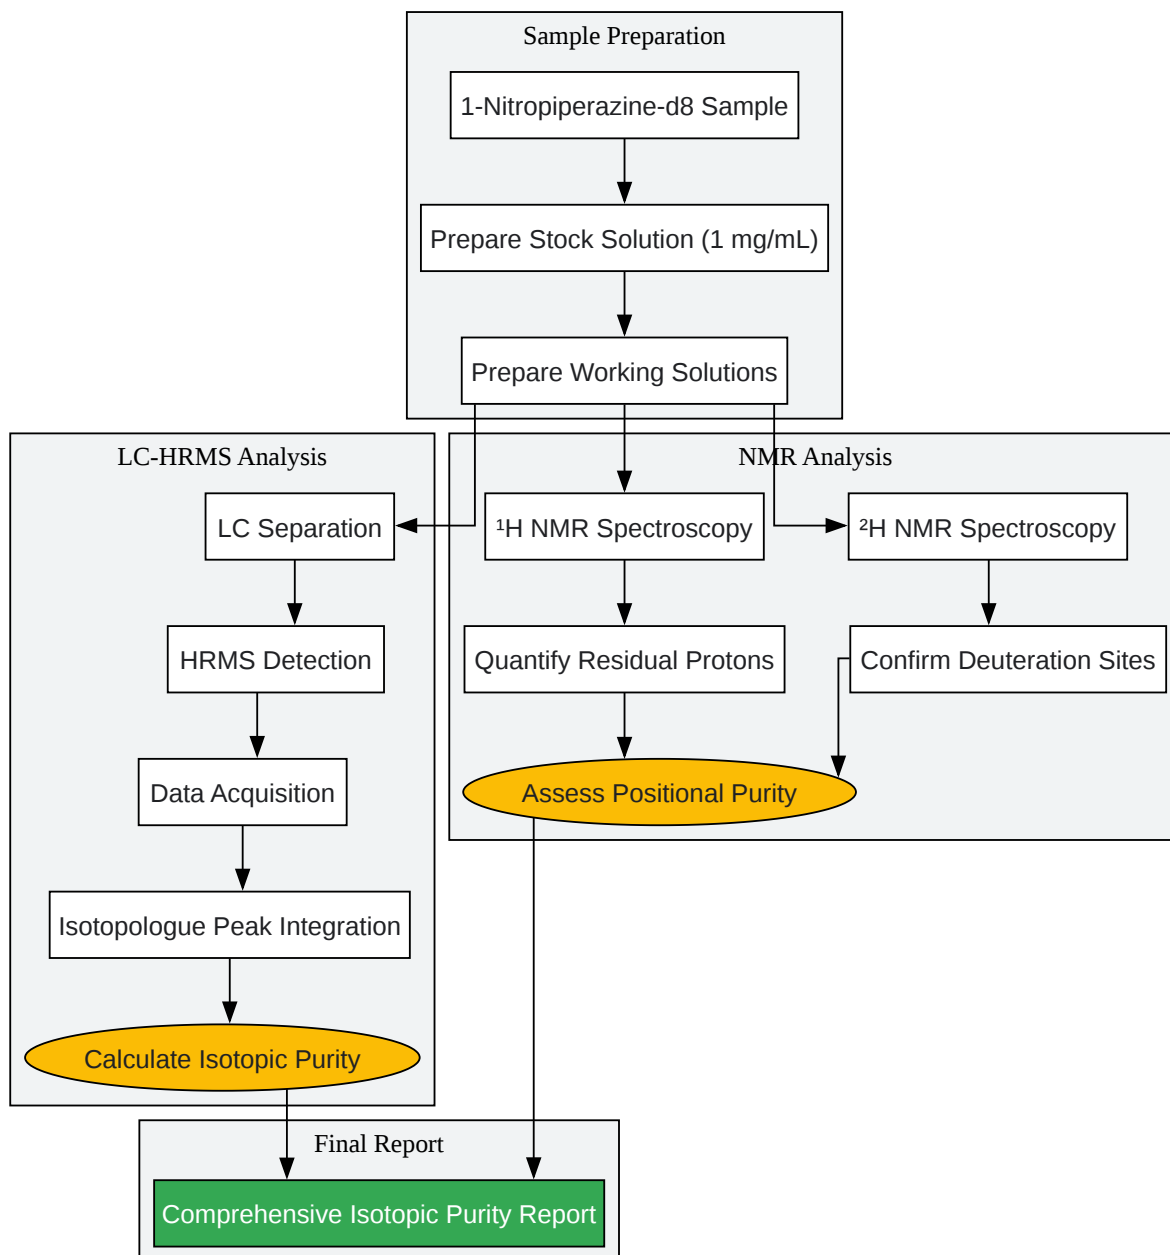 Sample Preparation
1-Nitropiperazine-d8 Sample
Prepare Stock Solution (1 mg/mL)
Prepare Working Solutions
LC-HRMS Analysis
LC Separation
HRMS Detection
Data Acquisition
Isotopologue Peak Integration
Calculate Isotopic Purity
NMR Analysis
¹H NMR Spectroscopy
²H NMR Spectroscopy
Quantify Residual Protons
Confirm Deuteration Sites
Assess Positional Purity
Final Report
Comprehensive Isotopic Purity Report